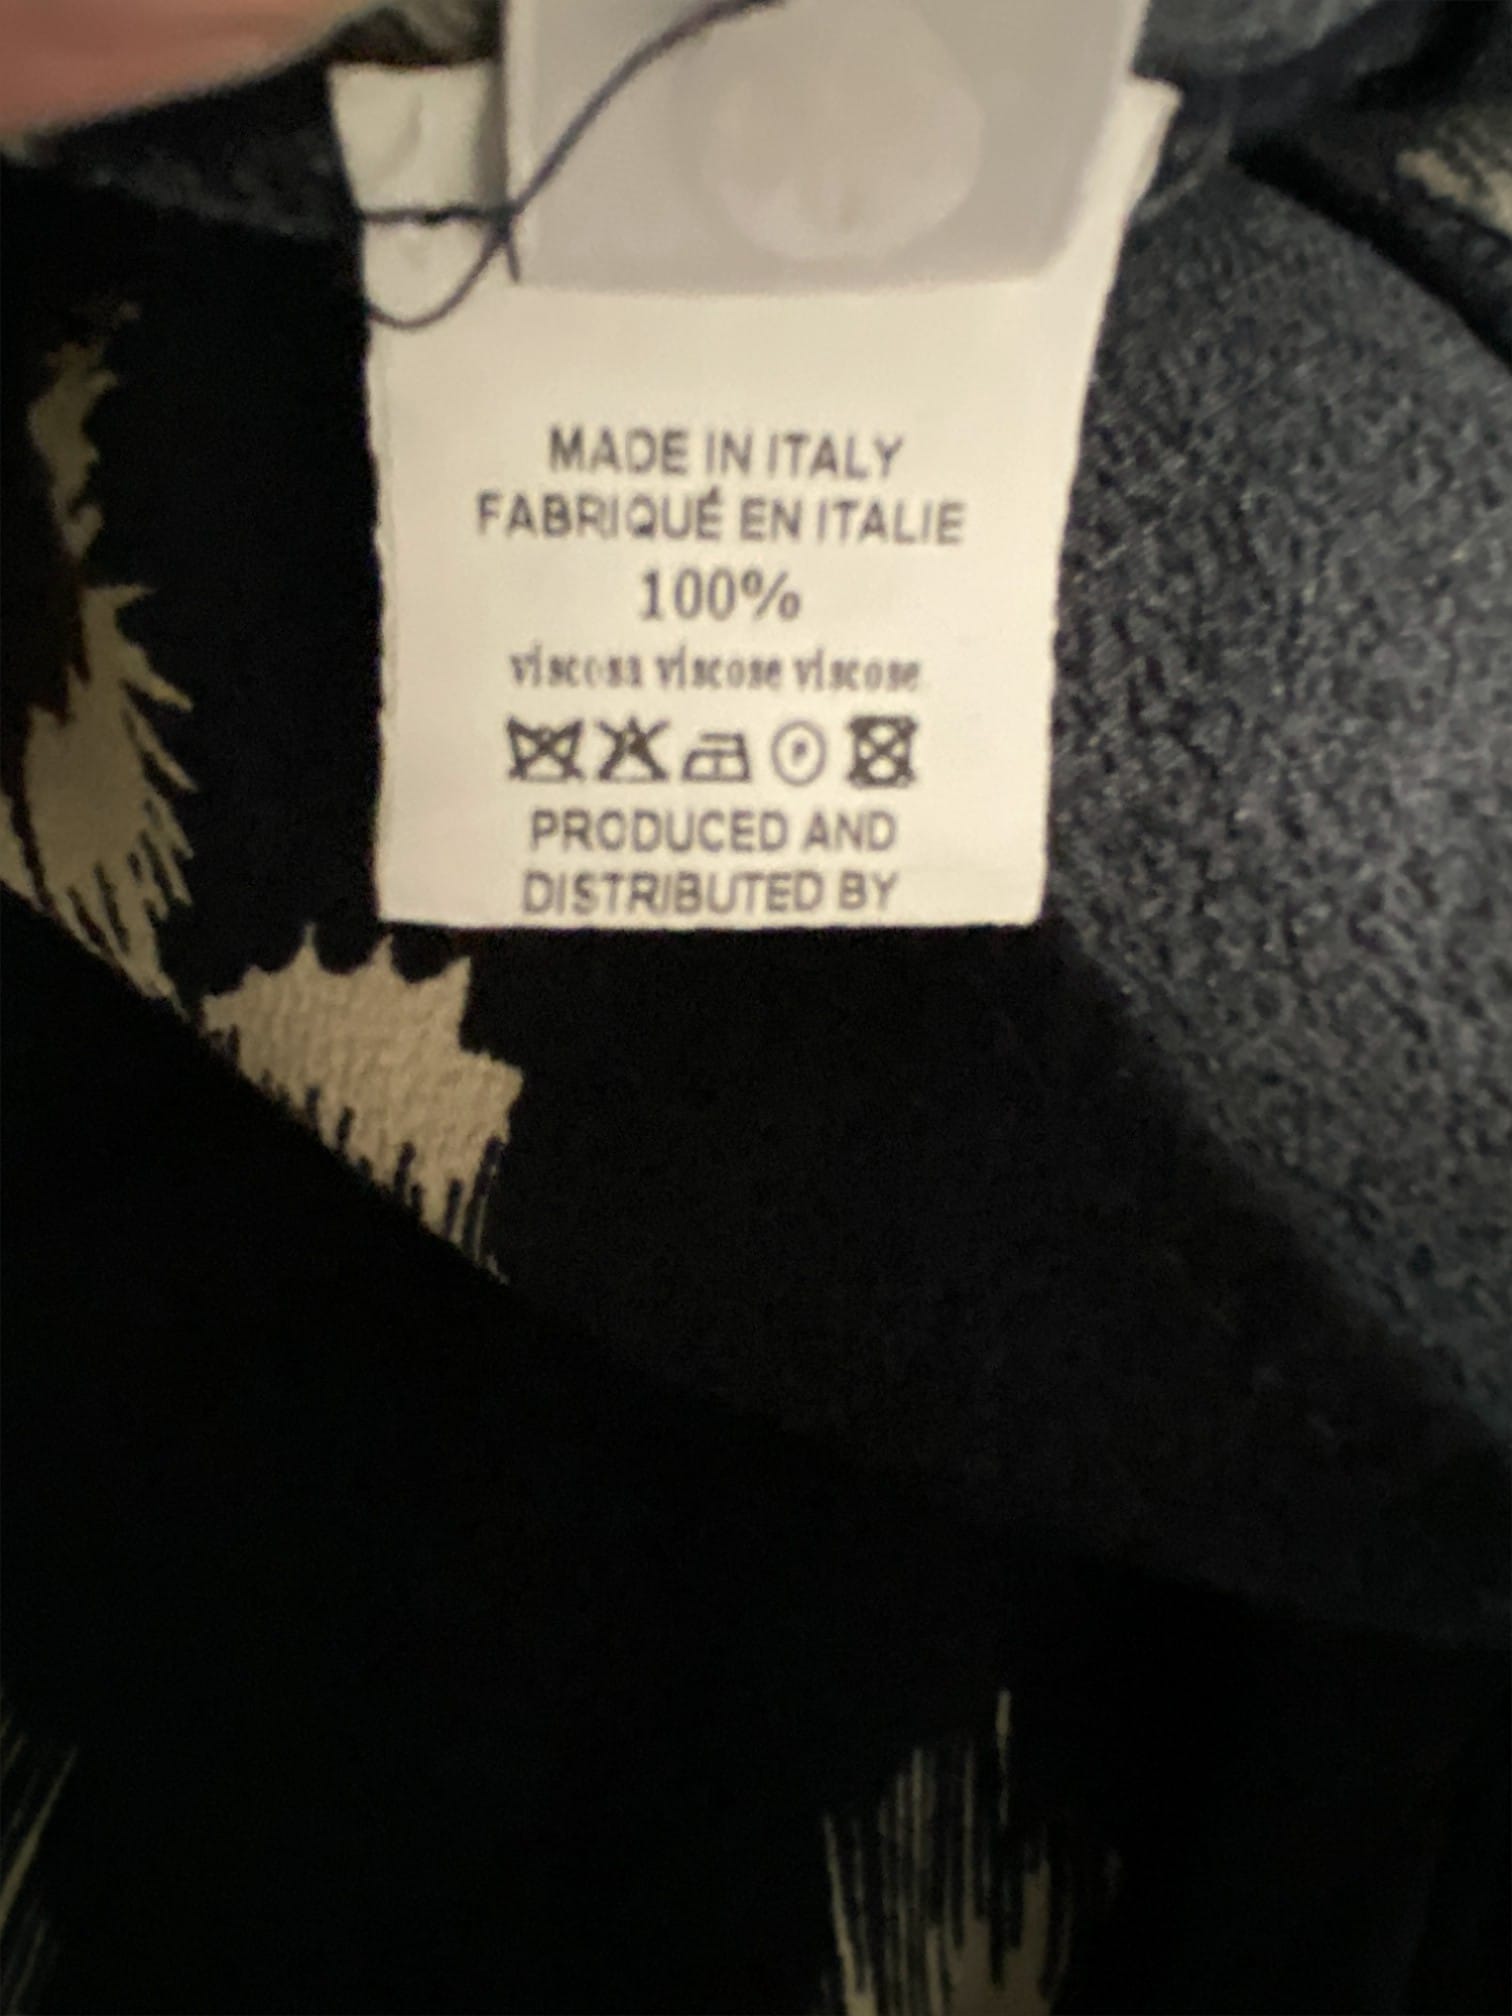 MADE IN ITALY
FABRIQUÉ EN ITALIE
100%
viscosa viscose viscose
PRODUCED AND
DISTRIBUTED BY